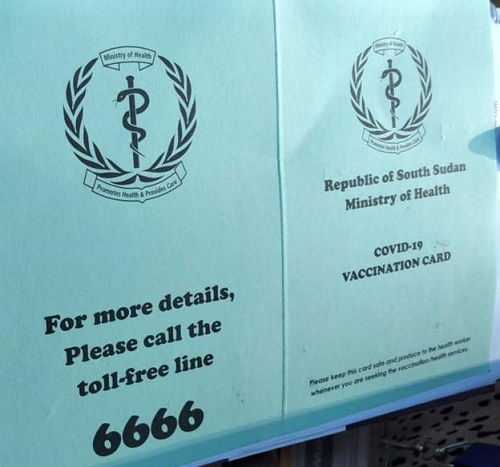 Ministry of Health
Promotes Health & Provides Care
For more details,
Please call the
toll-free line
6666
Ministry of Health
Promotes Health & Provides Care
Republic of South Sudan
Ministry of Health
COVID-19
VACCINATION CARD
Please keep this card safe and produce to the health worker
whenever you are seeking the vaccination/health services.